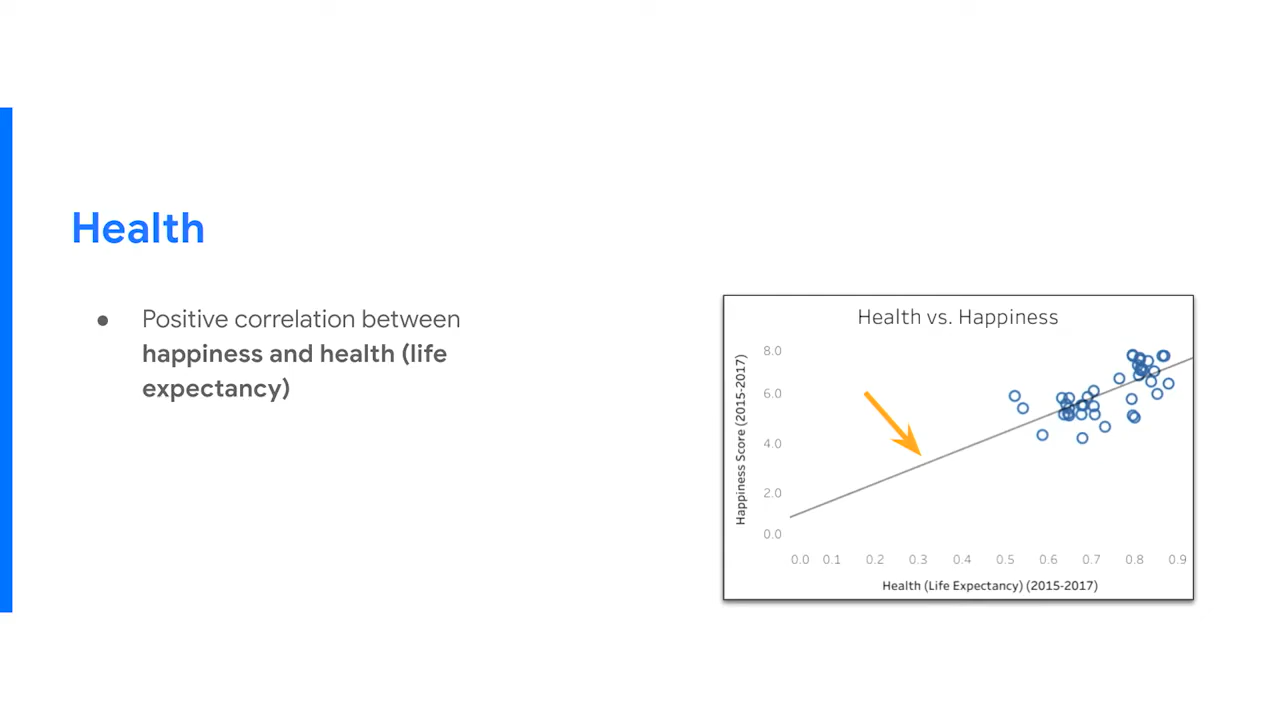 Health
● Positive correlation between
happiness and health (life
expectancy)
Health vs. Happiness
Happiness Score (2015-2017)
8.0
6.0
4.0
2.0
0.0
0.0 0.1 0.2 0.3 0.4 0.5 0.6 0.7 0.8 0.9
Health (Life Expectancy) (2015-2017)